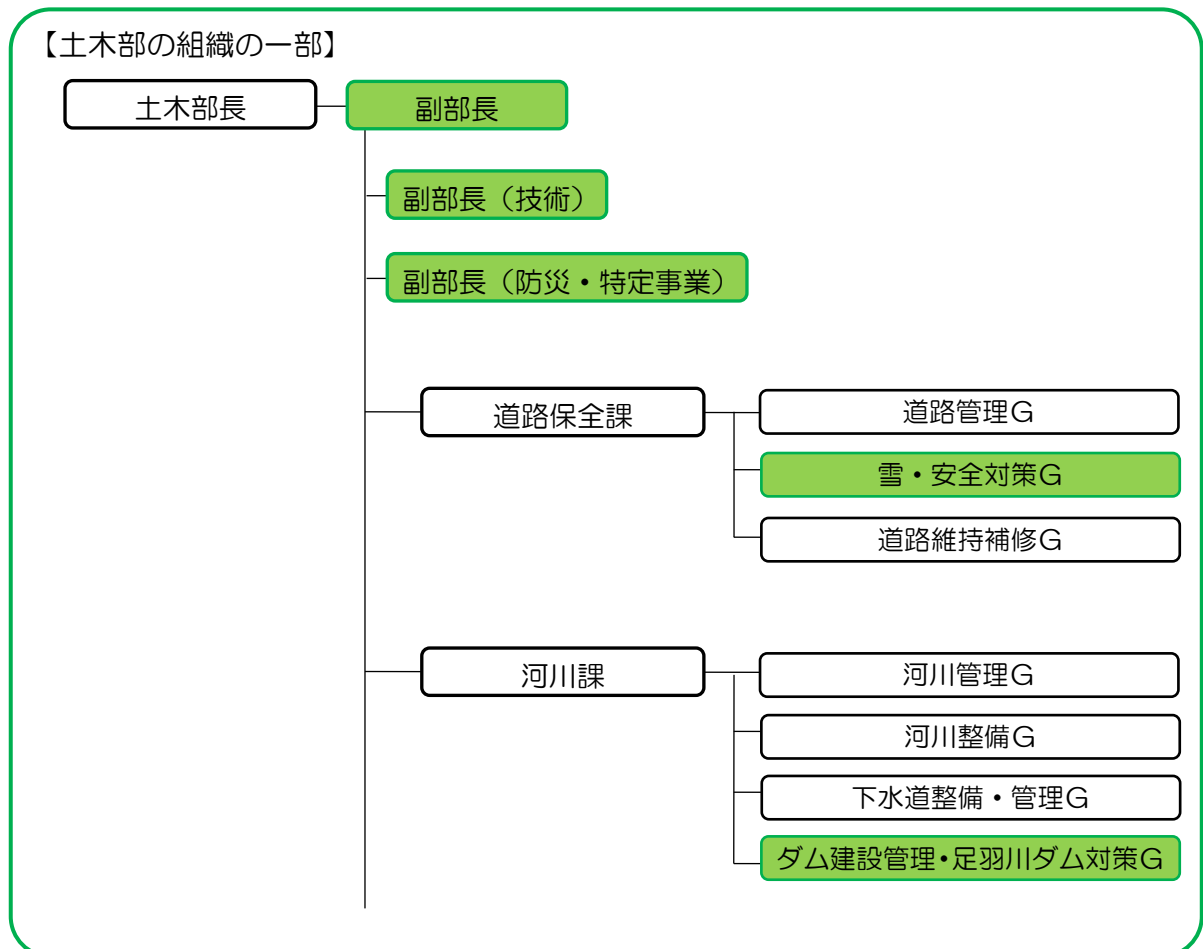 【土木部の組織の一部】
土木部長
副部長
副部長（技術）
副部長（防災・特定事業）
道路保全課
道路管理Ｇ
雪・安全対策Ｇ
道路維持補修Ｇ
河川課
河川管理Ｇ
河川整備Ｇ
下水道整備・管理Ｇ
ダム建設管理・足羽川ダム対策Ｇ